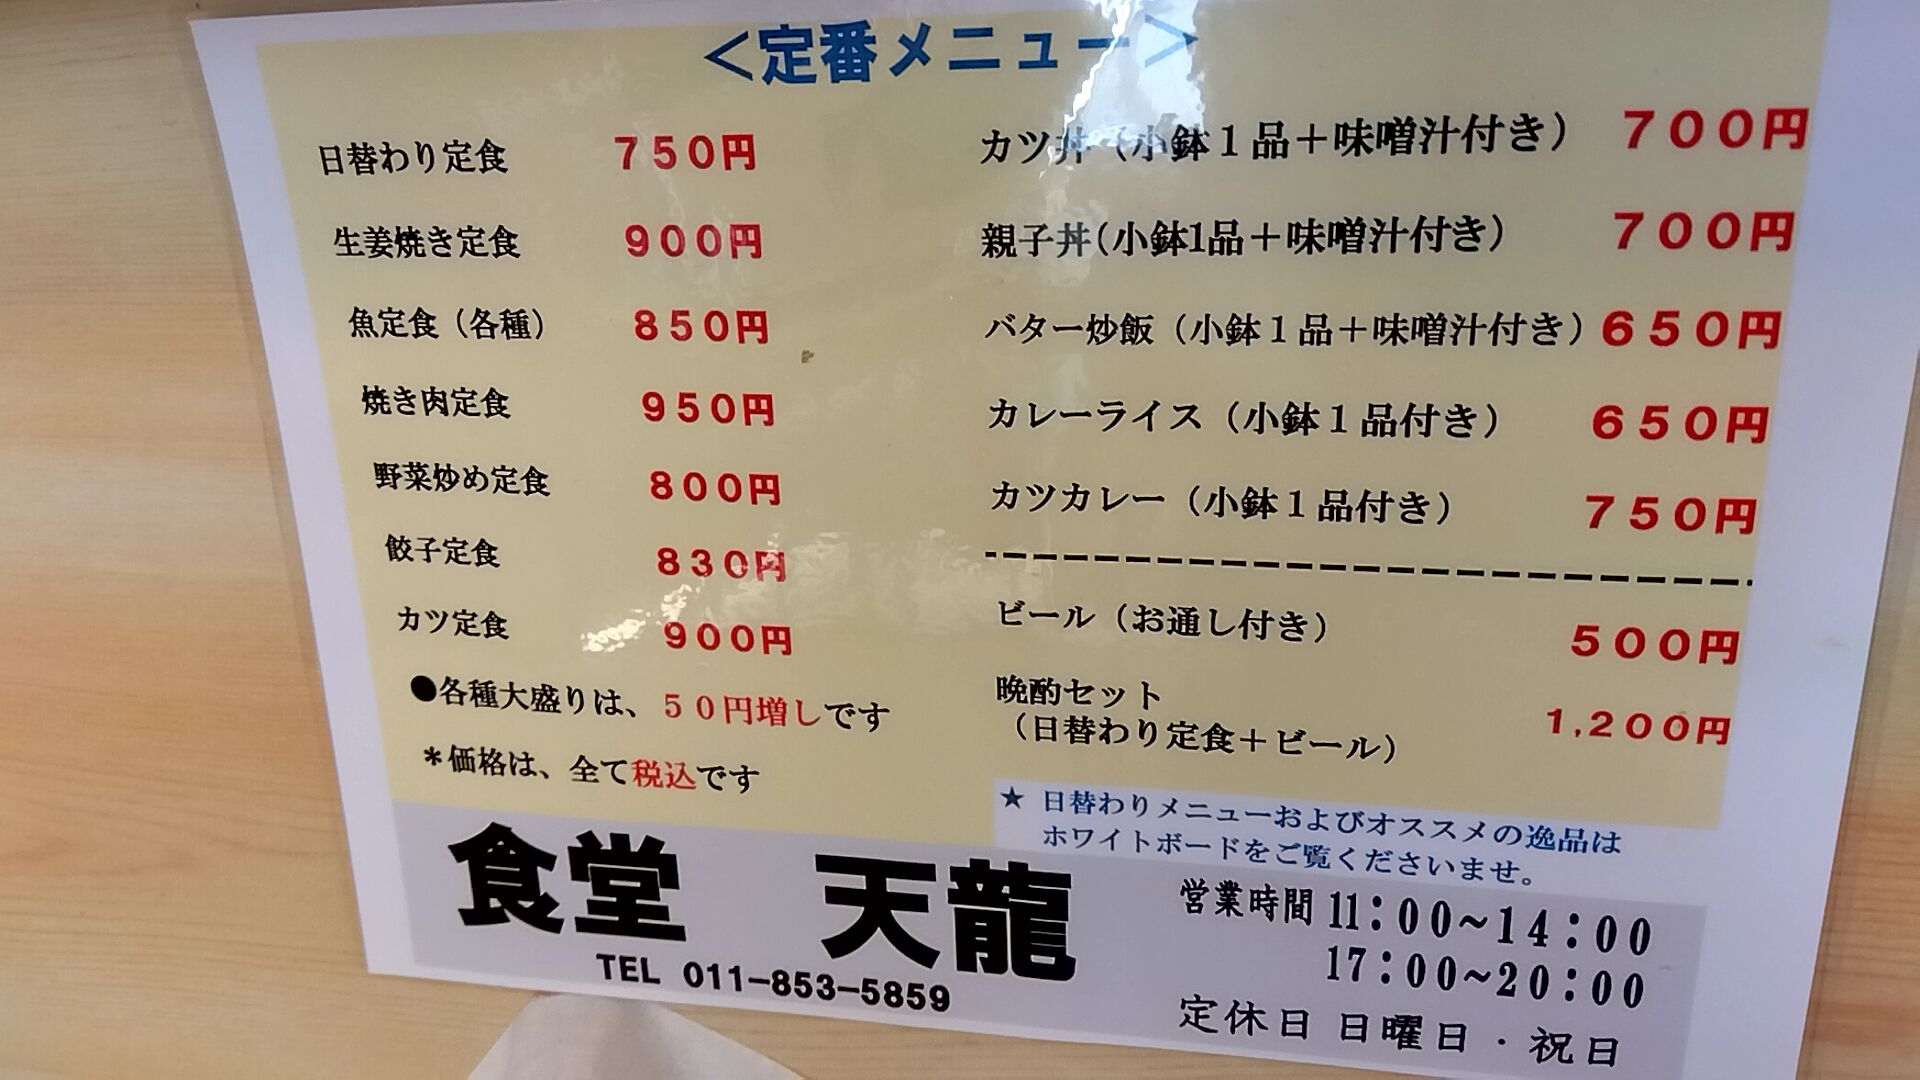 ＜定番メニュー＞
日替わり定食　７５０円
生姜焼き定食　９００円
魚定食（各種）　８５０円
焼き肉定食　９５０円
野菜炒め定食　８００円
餃子定食　８３０円
カツ定食　９００円
●各種大盛りは、５０円増しです
＊価格は、全て税込です
カツ丼（小鉢１品＋味噌汁付き）　７００円
親子丼（小鉢1品＋味噌汁付き）　７００円
バター炒飯（小鉢１品＋味噌汁付き）６５０円
カレーライス（小鉢１品付き）　６５０円
カツカレー（小鉢１品付き）　７５０円
ビール（お通し付き）　５００円
晩酌セット
（日替わり定食＋ビール）　１,２００円
★ 日替わりメニューおよびオススメの逸品は
ホワイトボードをご覧くださいませ。
食堂　天龍
TEL 011-853-5859
営業時間 11：00～14：00
17：00～20：00
定休日 日曜日・祝日